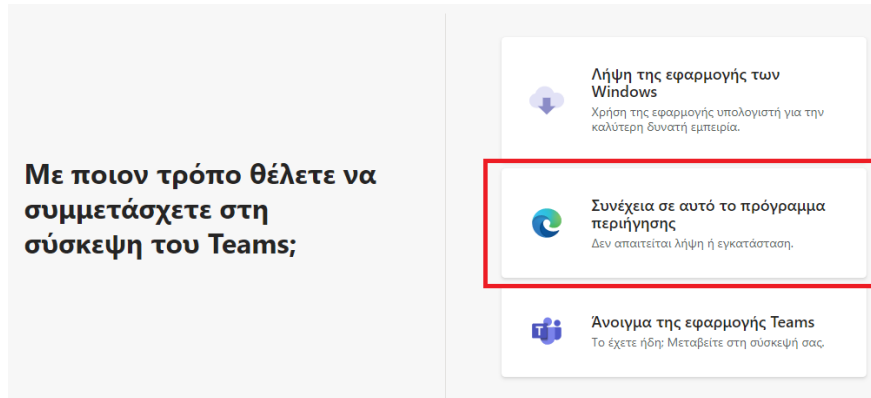 Με ποιον τρόπο θέλετε να
συμμετάσχετε στη
σύσκεψη του Teams;
Λήψη της εφαρμογής των
Windows
Χρήση της εφαρμογής υπολογιστή για την
καλύτερη δυνατή εμπειρία.
Συνέχεια σε αυτό το πρόγραμμα
περιήγησης
Δεν απαιτείται λήψη ή εγκατάσταση.
Άνοιγμα της εφαρμογής Teams
Το έχετε ήδη; Μεταβείτε στη σύσκεψή σας.